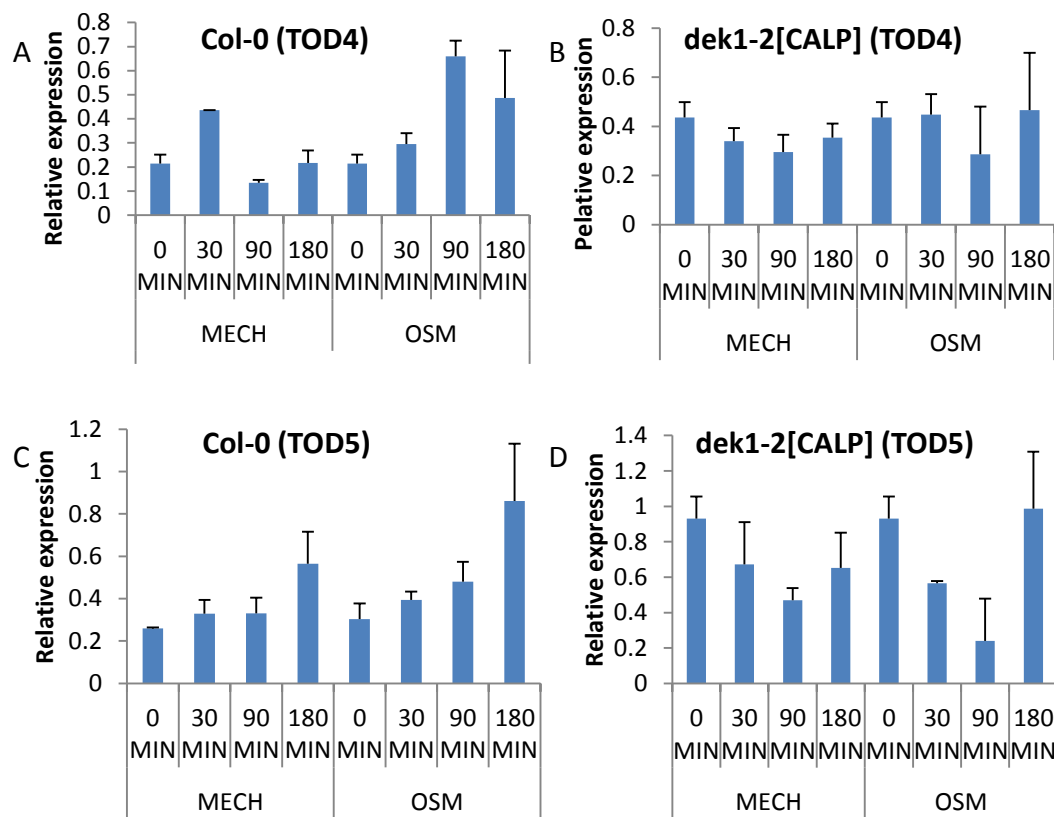 A
Col-0 (TOD4)
Relative expression
0.8
0.7
0.6
0.5
0.4
0.3
0.2
0.1
0
0 30 90 180 0 30 90 180
MIN MIN MIN MIN MIN MIN MIN MIN
MECH OSM
B
dek1-2[CALP] (TOD4)
Pelative expression
0.8
0.6
0.4
0.2
0
0 30 90 180 0 30 90 180
MIN MIN MIN MIN MIN MIN MIN MIN
MECH OSM
C
Col-0 (TOD5)
Relative expression
1.2
1
0.8
0.6
0.4
0.2
0
0 30 90 180 0 30 90 180
MIN MIN MIN MIN MIN MIN MIN MIN
MECH OSM
D
dek1-2[CALP] (TOD5)
Relative expression
1.4
1.2
1
0.8
0.6
0.4
0.2
0
0 30 90 180 0 30 90 180
MIN MIN MIN MIN MIN MIN MIN MIN
MECH OSM